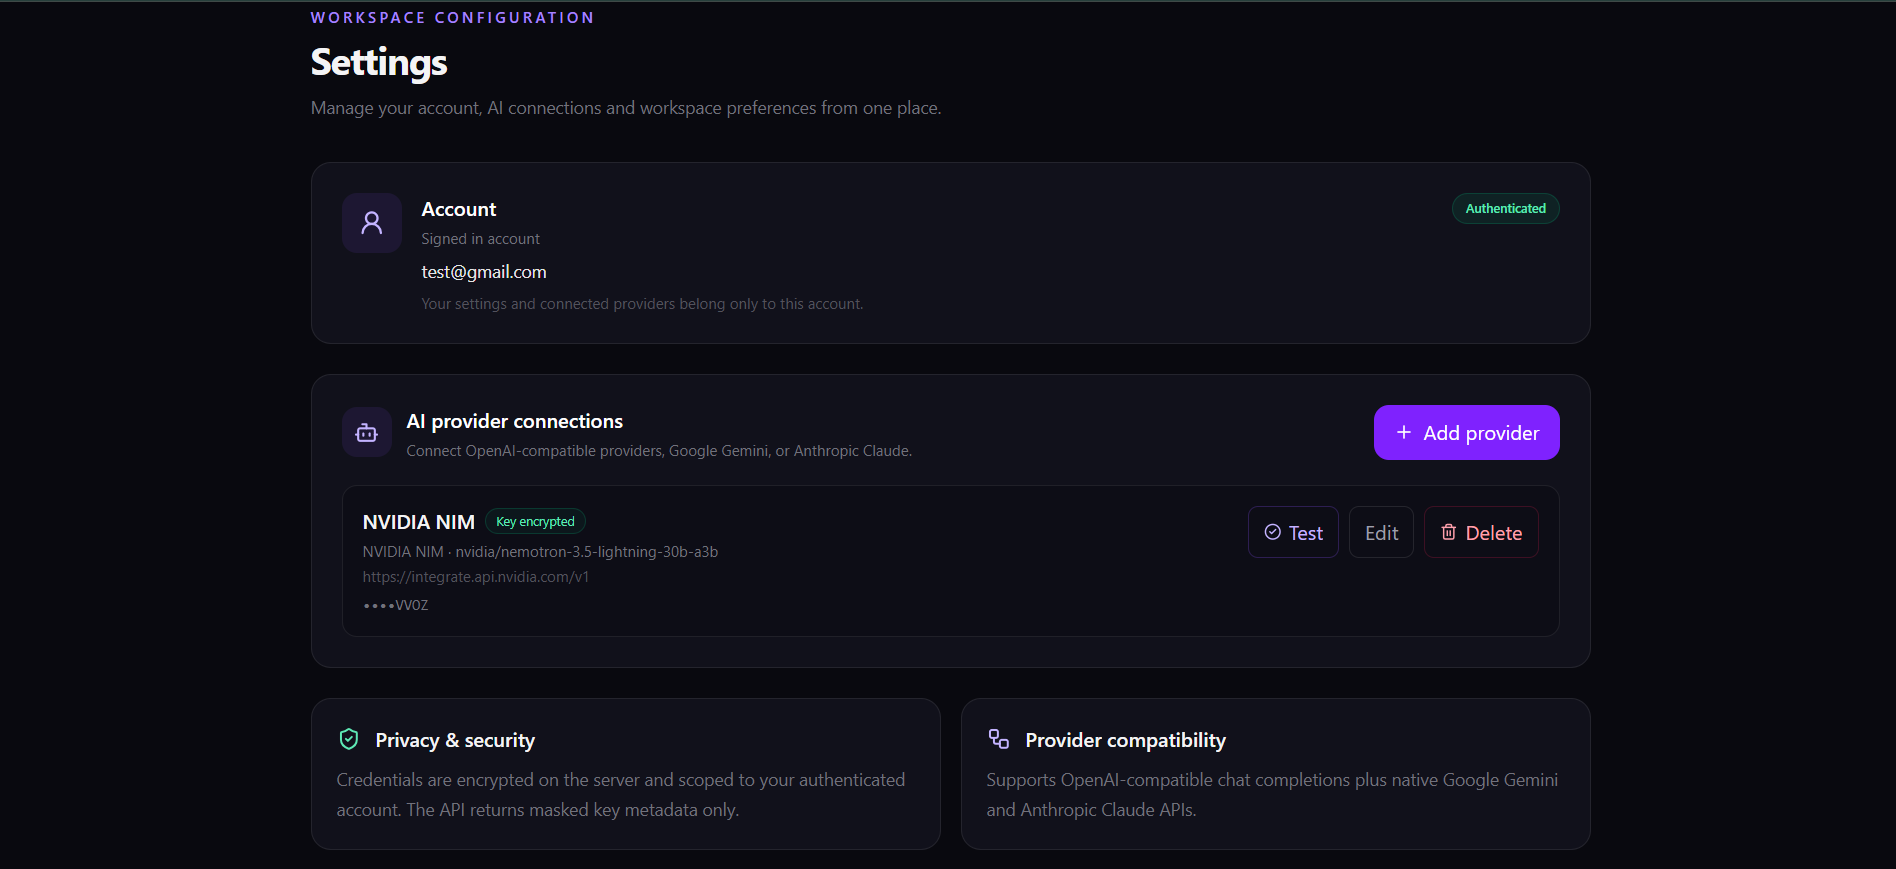 WORKSPACE CONFIGURATION
Settings
Manage your account, AI connections and workspace preferences from one place.
Account
Authenticated
Signed in account
test@gmail.com
Your settings and connected providers belong only to this account.
AI provider connections
Connect OpenAI-compatible providers, Google Gemini, or Anthropic Claude.
Add provider
NVIDIA NIM Key encrypted
Test Edit Delete
NVIDIA NIM · nvidia/nemotron-3.5-lightning-30b-a3b
https://integrate.api.nvidia.com/v1
••••VV0Z
Privacy & security
Credentials are encrypted on the server and scoped to your authenticated
account. The API returns masked key metadata only.
Provider compatibility
Supports OpenAI-compatible chat completions plus native Google Gemini
and Anthropic Claude APIs.